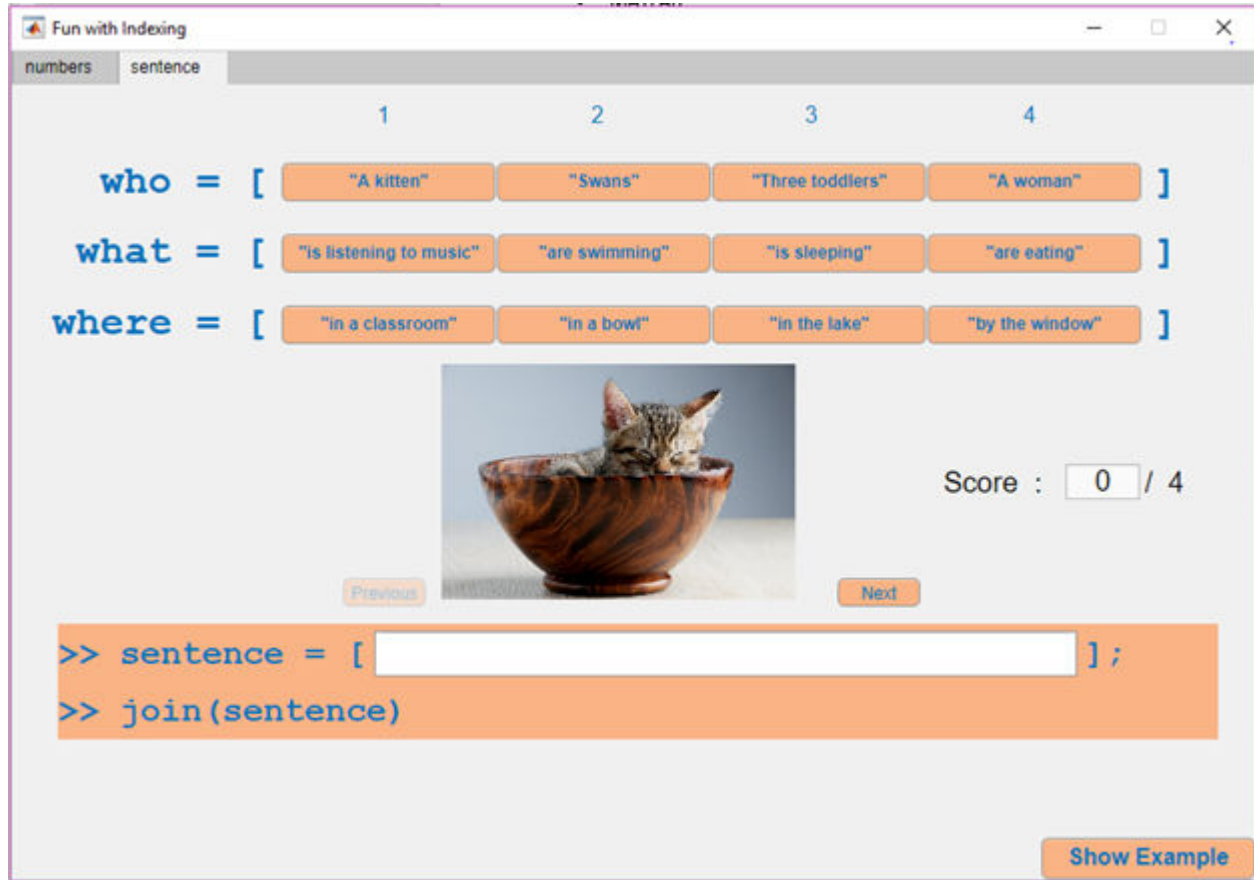 Fun with Indexing
numbers sentence
1 2 3 4
who = [ "A kitten" "Swans" "Three toddlers" "A woman" ]
what = [ "is listening to music" "are swimming" "is sleeping" "are eating" ]
where = [ "in a classroom" "in a bowl" "in the lake" "by the window" ]
Score : 0 / 4
Previous Next
>> sentence = [ ];
>> join(sentence)
Show Example